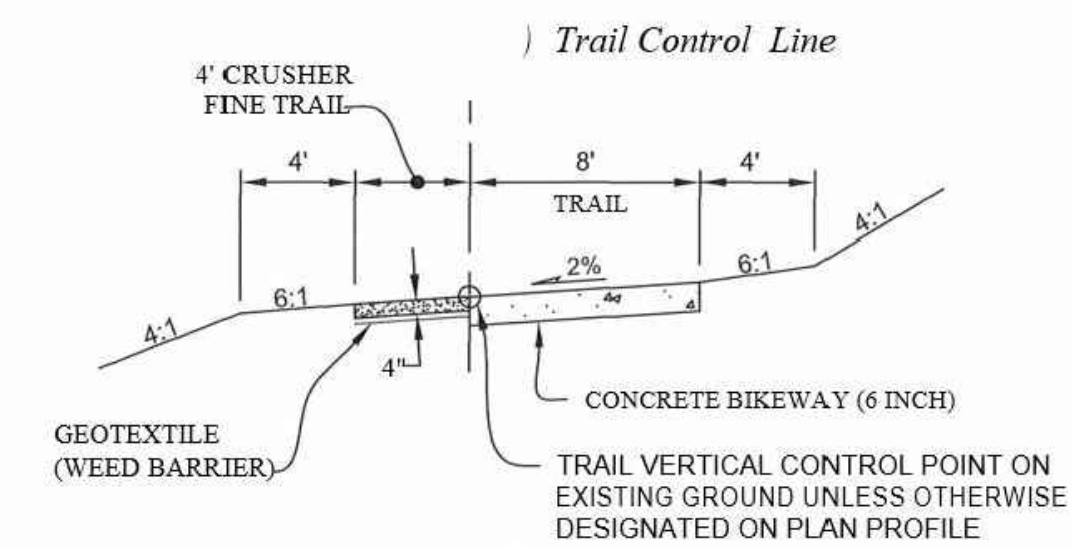 ) Trail Control Line
4' CRUSHER
FINE TRAIL
4'
8'
4'
TRAIL
4:1
6:1
2%
6:1
4:1
4"
CONCRETE BIKEWAY (6 INCH)
GEOTEXTILE
(WEED BARRIER)
TRAIL VERTICAL CONTROL POINT ON
EXISTING GROUND UNLESS OTHERWISE
DESIGNATED ON PLAN PROFILE